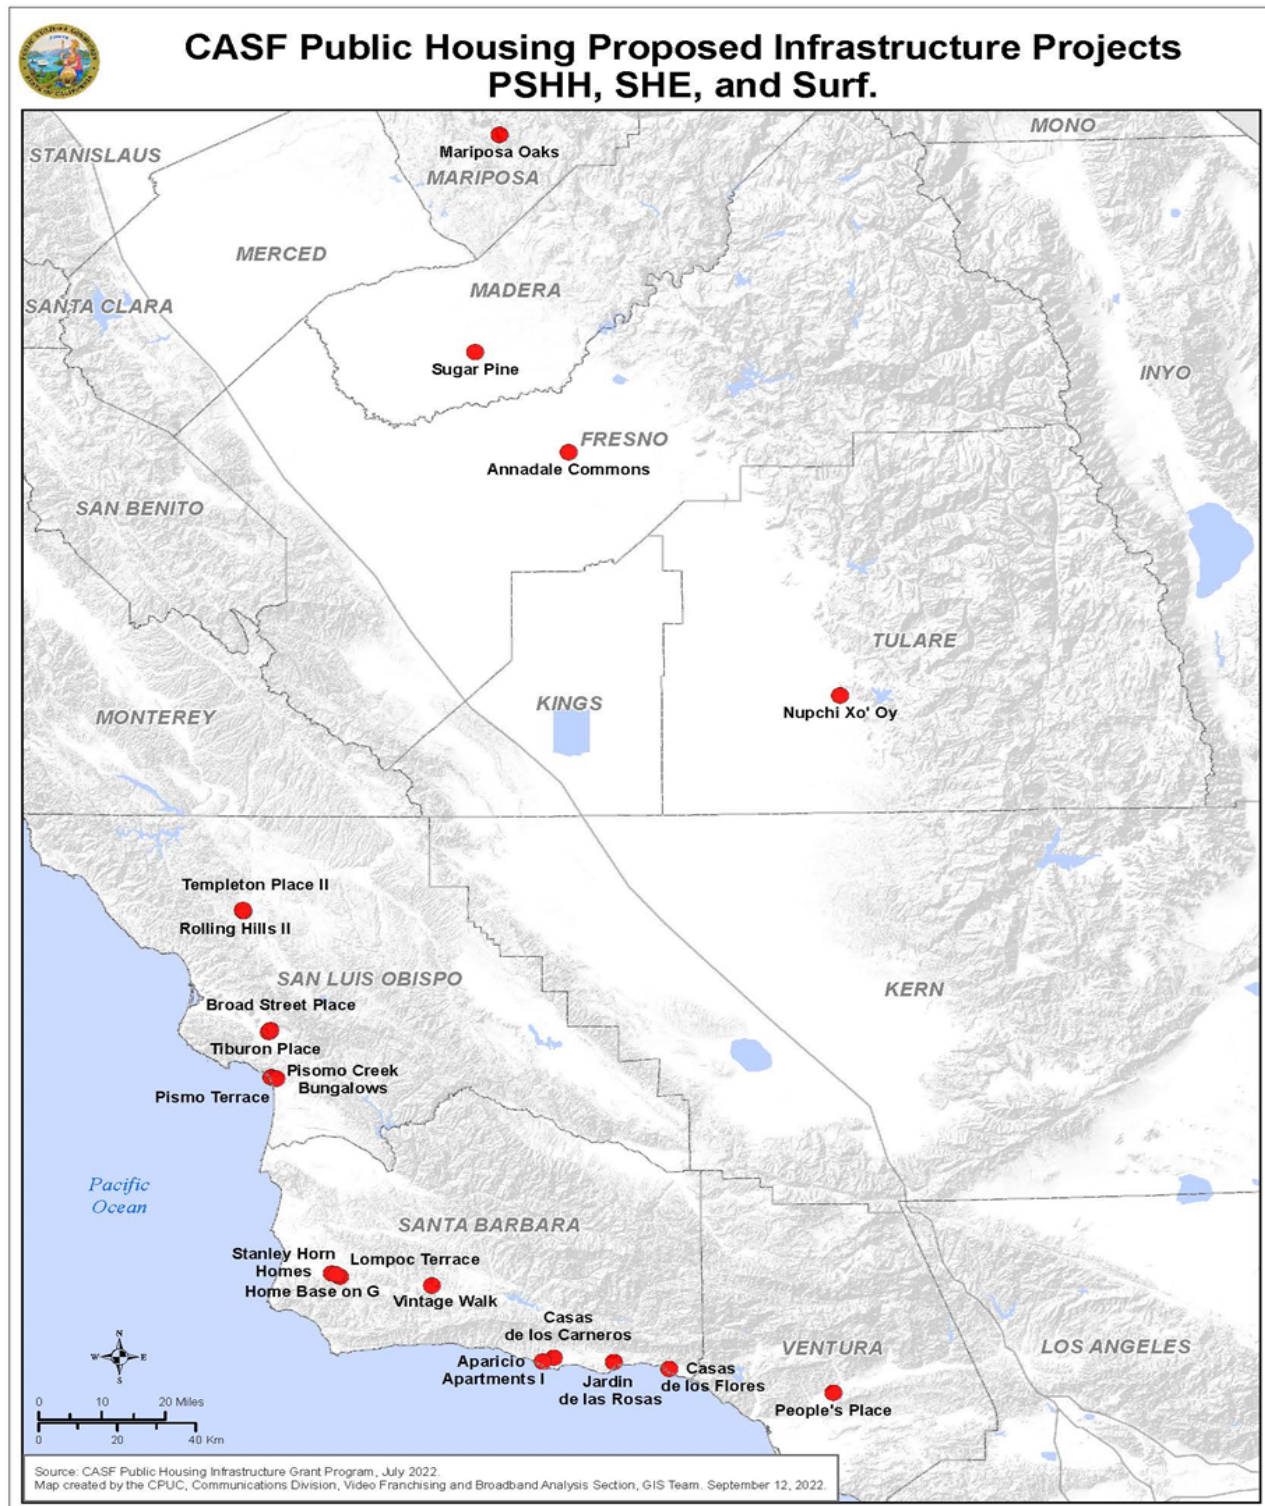 CASF Public Housing Proposed Infrastructure Projects
PSHH, SHE, and Surf.
MONO
STANISLAUS
Mariposa Oaks
MARIPOSA
MERCED
MADERA
SANTA CLARA
Sugar Pine
INYO
FRESNO
Annadale Commons
SAN BENITO
TULARE
KINGS
Nupchi Xo' Oy
MONTEREY
Templeton Place II
Rolling Hills II
SAN LUIS OBISPO
KERN
Broad Street Place
Tiburon Place
Pisomo Creek
Bungalows
Pismo Terrace
Pacific
Ocean
SANTA BARBARA
Stanley Horn
Homes
Lompoc Terrace
Home Base on G
Vintage Walk
Casas
de los Carneros
VENTURA
LOS ANGELES
Aparicio
Apartments I
Jardin
de las Rosas
Casas
de los Flores
People's Place
N
W E
S
0 10 20 Miles
0 20 40 Km
Source: CASF Public Housing Infrastructure Grant Program, July 2022.
Map created by the CPUC, Communications Division, Video Franchising and Broadband Analysis Section, GIS Team. September 12, 2022.